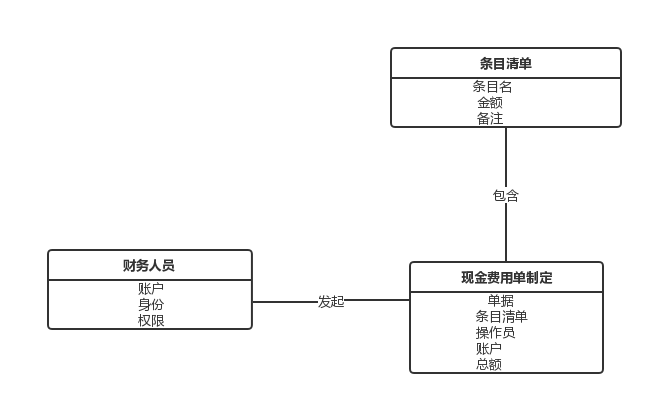 条目清单
条目名
金额
备注
包含
财务人员
账户
身份
权限
发起
现金费用单制定
单据
条目清单
操作员
账户
总额